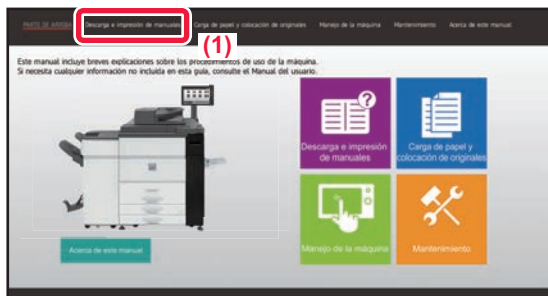 PARTE DE ARRIBA Descarga e impresión de manuales Carga de papel y colocación de originales Manejo de la máquina Mantenimiento Acerca de este manual
(1)
Este manual incluye breves explicaciones sobre los procedimientos de uso de la máquina.
Si necesita cualquier información no incluida en esta guía, consulte el Manual del usuario.
Descarga e impresión
de manuales
Carga de papel y
colocación de originales
Manejo de la máquina
Mantenimiento
Acerca de este manual